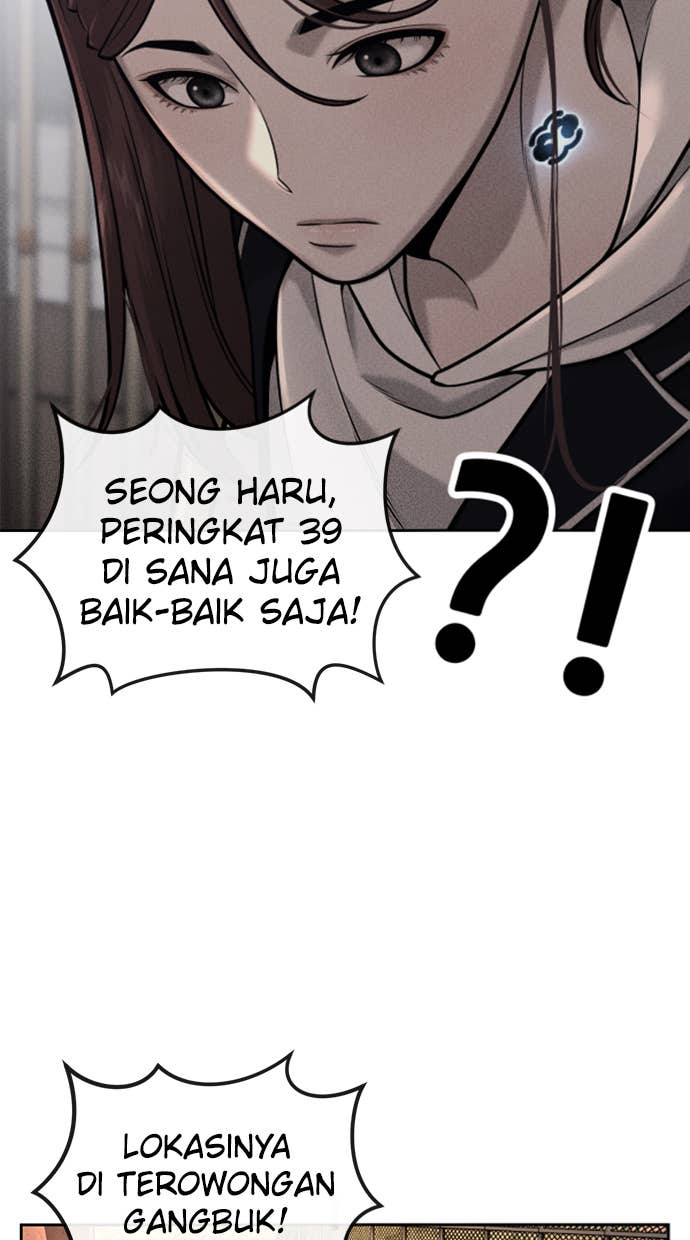 SEONG HARU,
PERINGKAT 39
DI SANA JUGA
BAIK-BAIK SAJA!
?!
LOKASINYA
DI TEROWONGAN
GANGBUK!